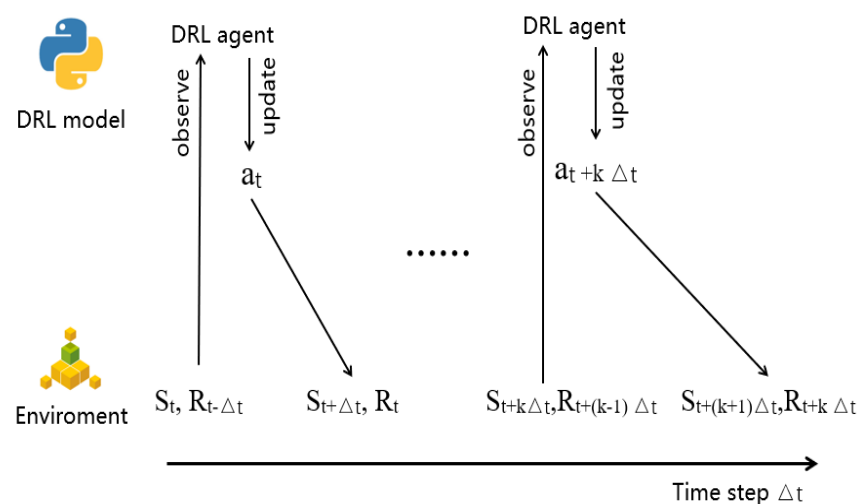 DRL agent
DRL agent
observe
update
observe
update
DRL model
at
at +k △t
......
Enviroment
St, Rt-△t
St+△t, Rt
St+k△t,Rt+(k-1) △t
St+(k+1)△t,Rt+k △t
Time step △t